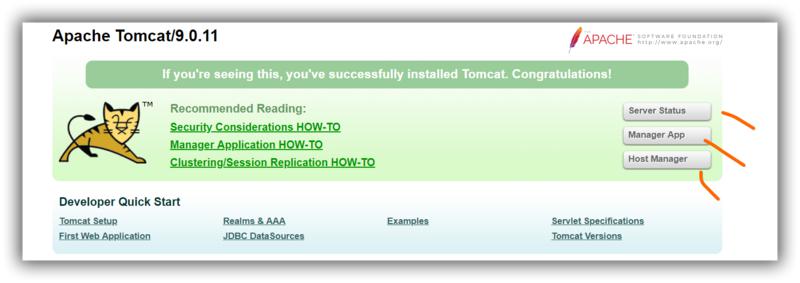 Apache Tomcat/9.0.11
THE
APACHE SOFTWARE FOUNDATION
http://www.apache.org/
If you're seeing this, you've successfully installed Tomcat. Congratulations!
TM
Recommended Reading:
Security Considerations HOW-TO
Manager Application HOW-TO
Clustering/Session Replication HOW-TO
Server Status
Manager App
Host Manager
Developer Quick Start
Tomcat Setup
First Web Application
Realms & AAA
JDBC DataSources
Examples
Servlet Specifications
Tomcat Versions